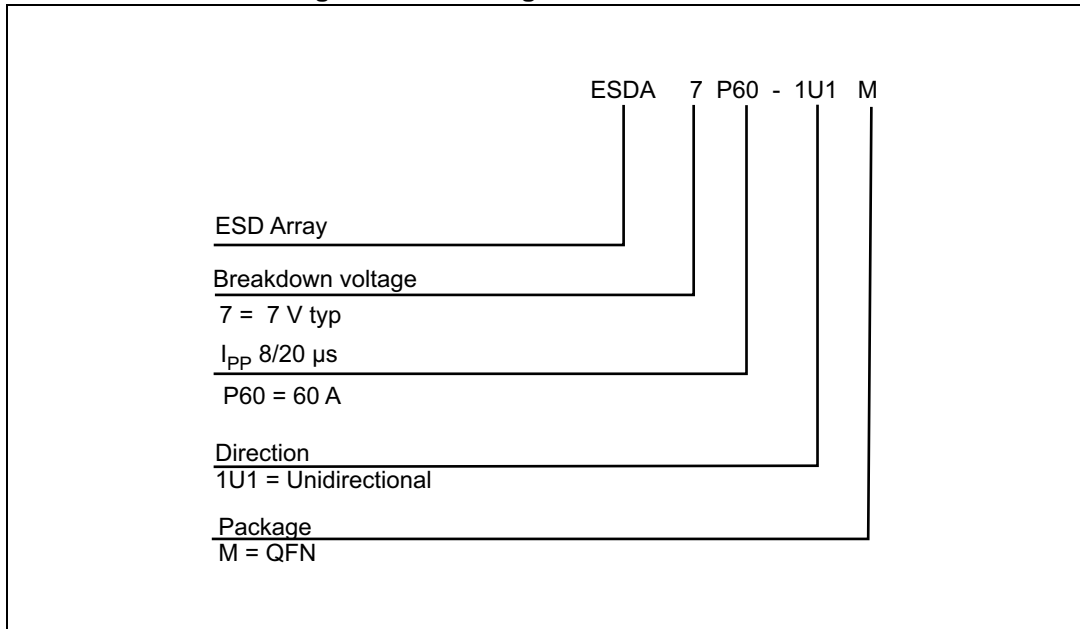 ESDA 7 P60 - 1U1 M
ESD Array
Breakdown voltage
7 = 7 V typ
IPP 8/20 µs
P60 = 60 A
Direction
1U1 = Unidirectional
Package
M = QFN